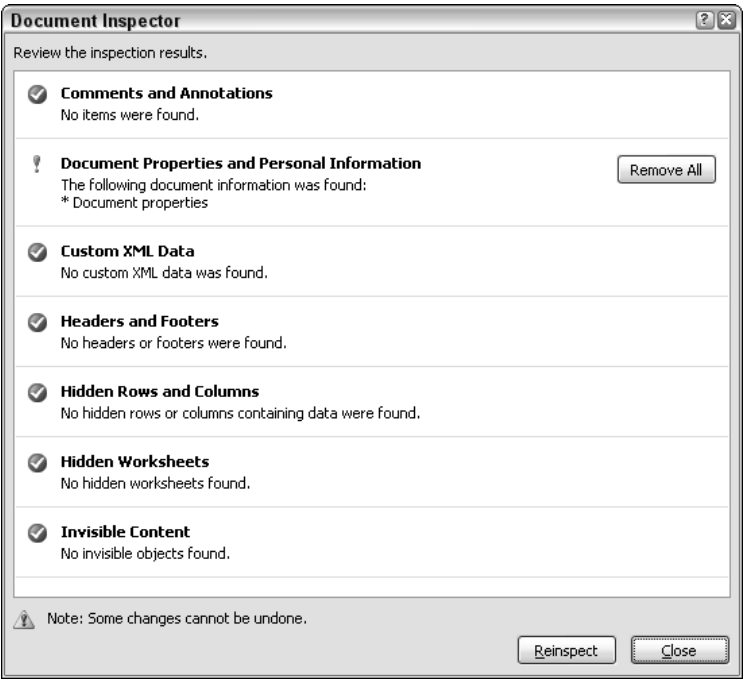 Document Inspector
Review the inspection results.
Comments and Annotations
No items were found.
Document Properties and Personal Information
Remove All
The following document information was found:
* Document properties
Custom XML Data
No custom XML data was found.
Headers and Footers
No headers or footers were found.
Hidden Rows and Columns
No hidden rows or columns containing data were found.
Hidden Worksheets
No hidden worksheets found.
Invisible Content
No invisible objects found.
Note: Some changes cannot be undone.
Reinspect
Close